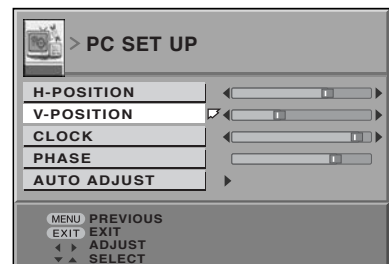 > PC SET UP
H-POSITION
V-POSITION
CLOCK
PHASE
AUTO ADJUST
MENU PREVIOUS
EXIT EXIT
ADJUST
SELECT